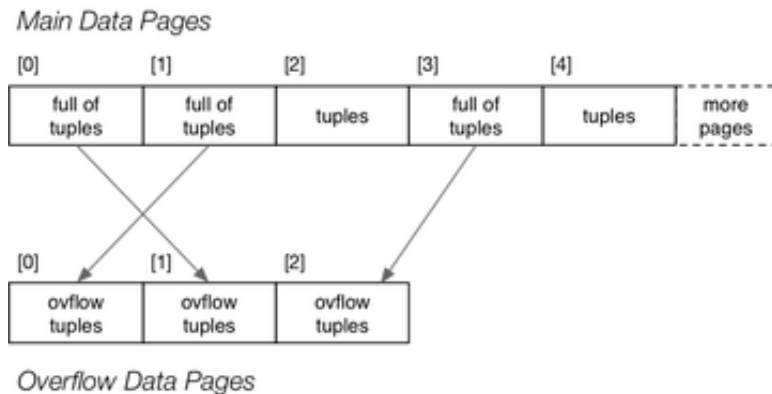 Main Data Pages
[0] [1] [2] [3] [4]
full of full of full of more
tuples tuples tuples tuples tuples pages
[0] [1] [2]
ovflow ovflow ovflow
tuples tuples tuples
Overflow Data Pages